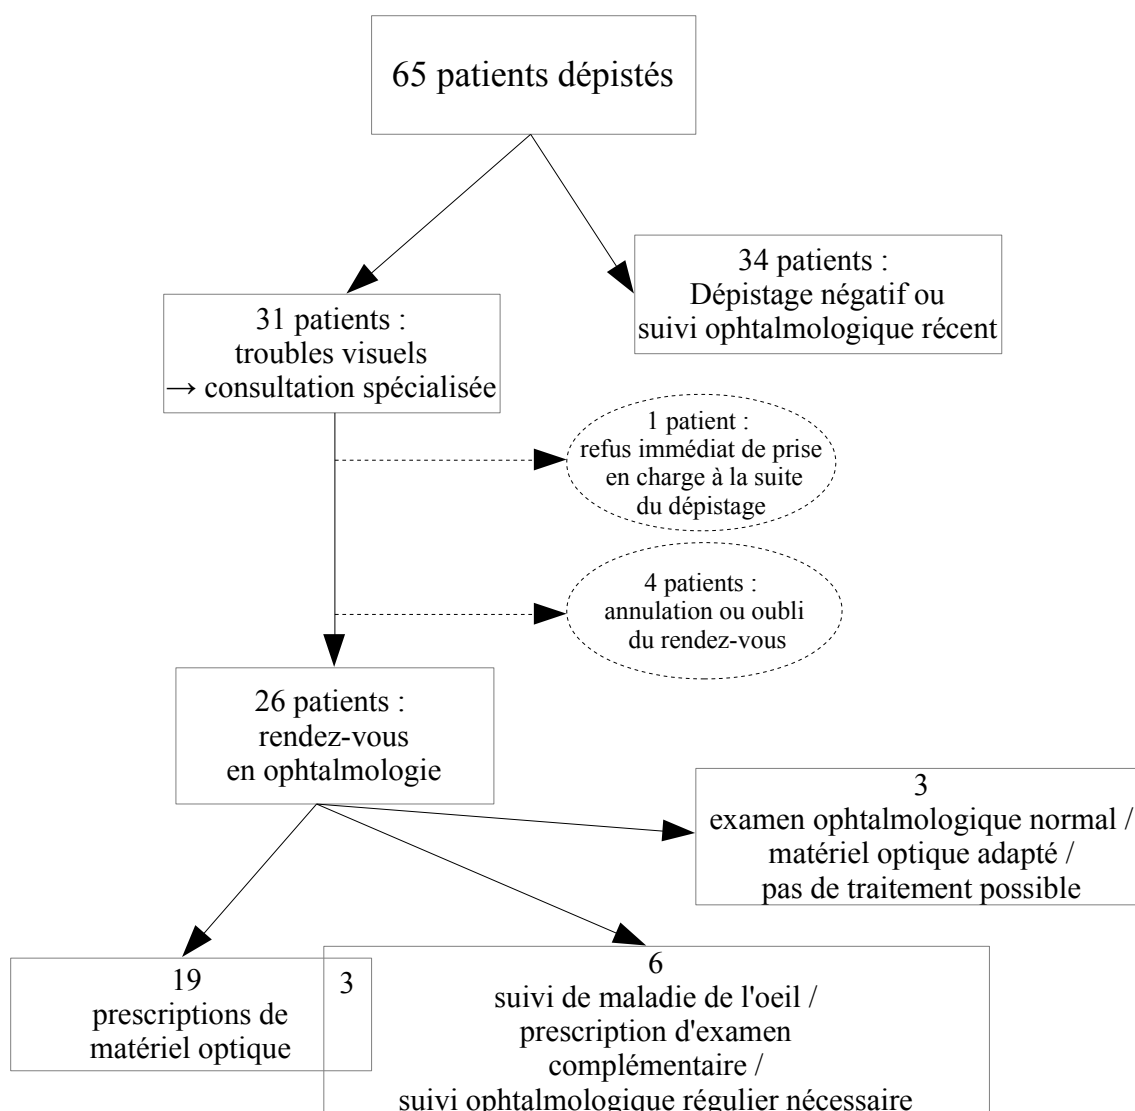 65 patients dépistés
34 patients :
Dépistage négatif ou
suivi ophtalmologique récent
31 patients :
troubles visuels
→ consultation spécialisée
1 patient :
refus immédiat de prise
en charge à la suite
du dépistage
4 patients :
annulation ou oubli
du rendez-vous
26 patients :
rendez-vous
en ophtalmologie
3
examen ophtalmologique normal /
matériel optique adapté /
pas de traitement possible
19
prescriptions de
matériel optique
3
6
suivi de maladie de l'oeil /
prescription d'examen
complémentaire /
suivi ophtalmologique régulier nécessaire